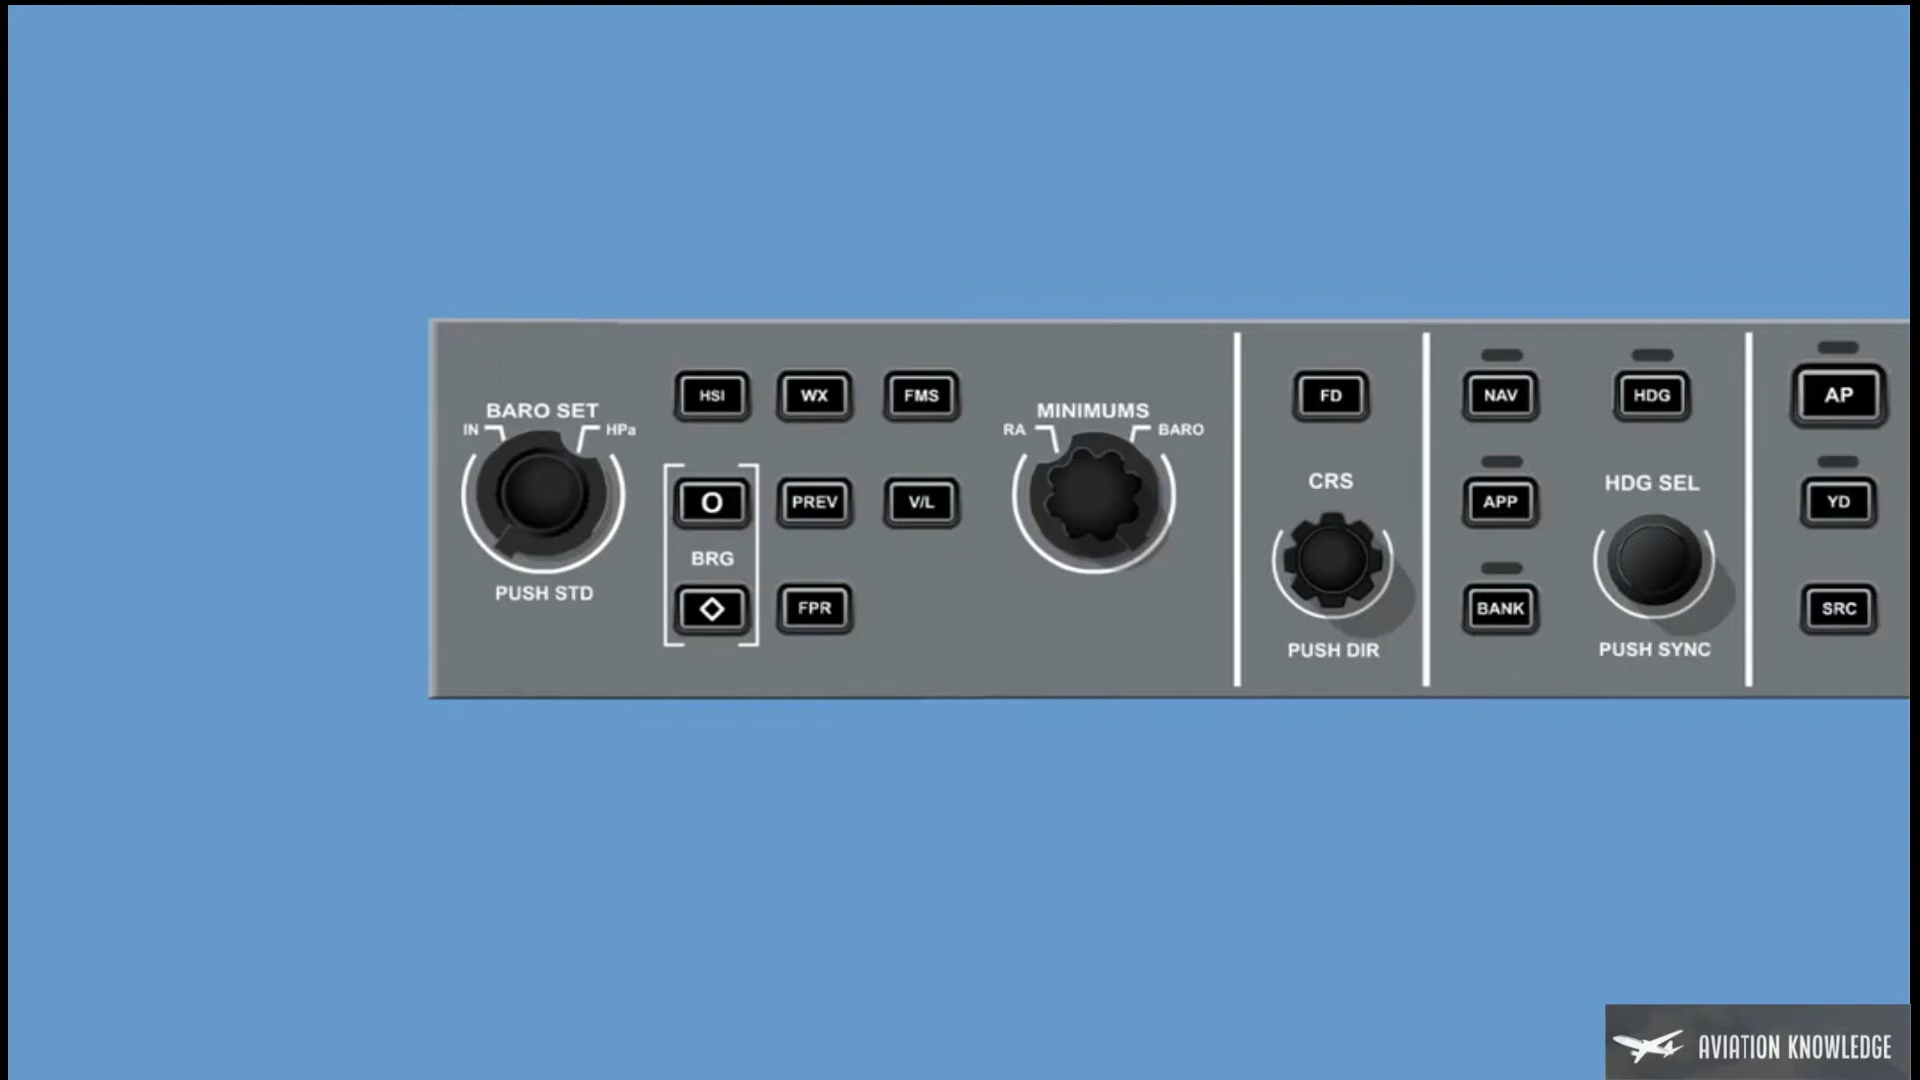 BARO SET
IN
HPa
PUSH STD
HSI
WX
FMS
O
PREV
V/L
BRG
FPR
MINIMUMS
RA
BARO
FD
CRS
PUSH DIR
NAV
HDG
APP
HDG SEL
BANK
PUSH SYNC
AP
YD
SRC
AVIATION KNOWLEDGE